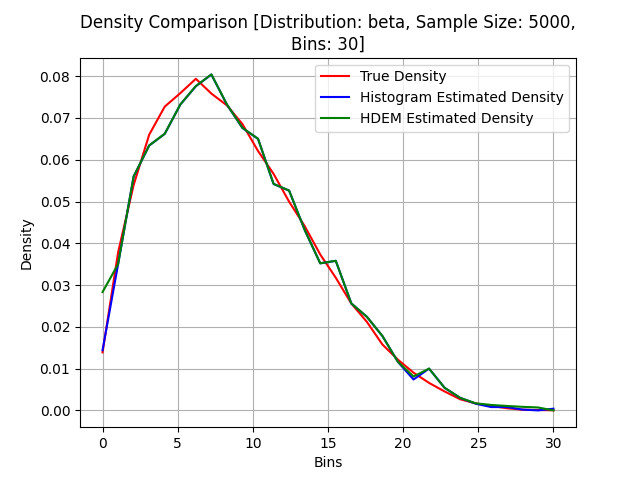 Density Comparison [Distribution: beta, Sample Size: 5000,
Bins: 30]
True Density
Histogram Estimated Density
HDEM Estimated Density
0.08
0.07
0.06
0.05
0.04
0.03
0.02
0.01
0.00
Density
0 5 10 15 20 25 30
Bins